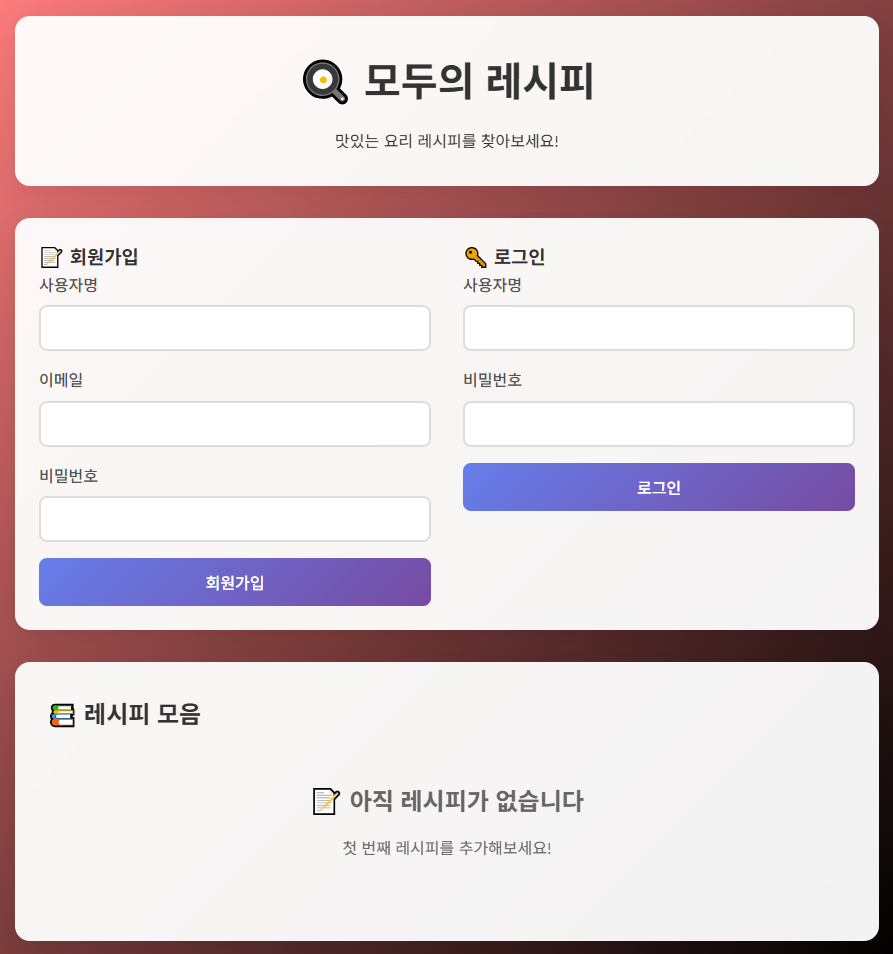 모두의 레시피
맛있는 요리 레시피를 찾아보세요!
회원가입
사용자명
이메일
비밀번호
회원가입
로그인
사용자명
비밀번호
로그인
레시피 모음
아직 레시피가 없습니다
첫 번째 레시피를 추가해보세요!